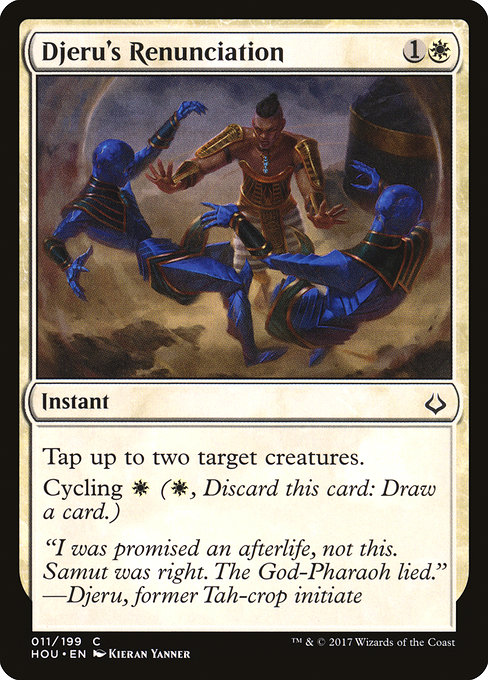 Djeru's Renunciation 1
Instant
Tap up to two target creatures.
Cycling (, Discard this card: Draw
a card.)
“I was promised an afterlife, not this.
Samut was right. The God-Pharaoh lied.”
—Djeru, former Tah-crop initiate
011/199 C
HOU • EN Kieran Yanner
™ & © 2017 Wizards of the Coast